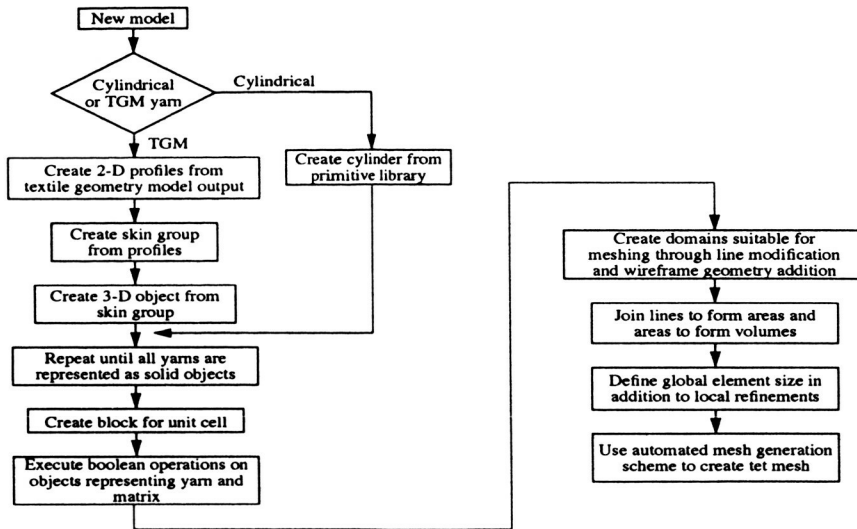 New model
Cylindrical
or TGM yarn
Cylindrical
TGM
Create 2-D profiles from
textile geometry model output
Create cylinder from
primitive library
Create skin group
from profiles
Create 3-D object from
skin group
Repeat until all yarns are
represented as solid objects
Create block for unit cell
Execute boolean operations on
objects representing yarn and
matrix
Create domains suitable for
meshing through line modification
and wireframe geometry addition
Join lines to form areas and
areas to form volumes
Define global element size in
addition to local refinements
Use automated mesh generation
scheme to create tet mesh